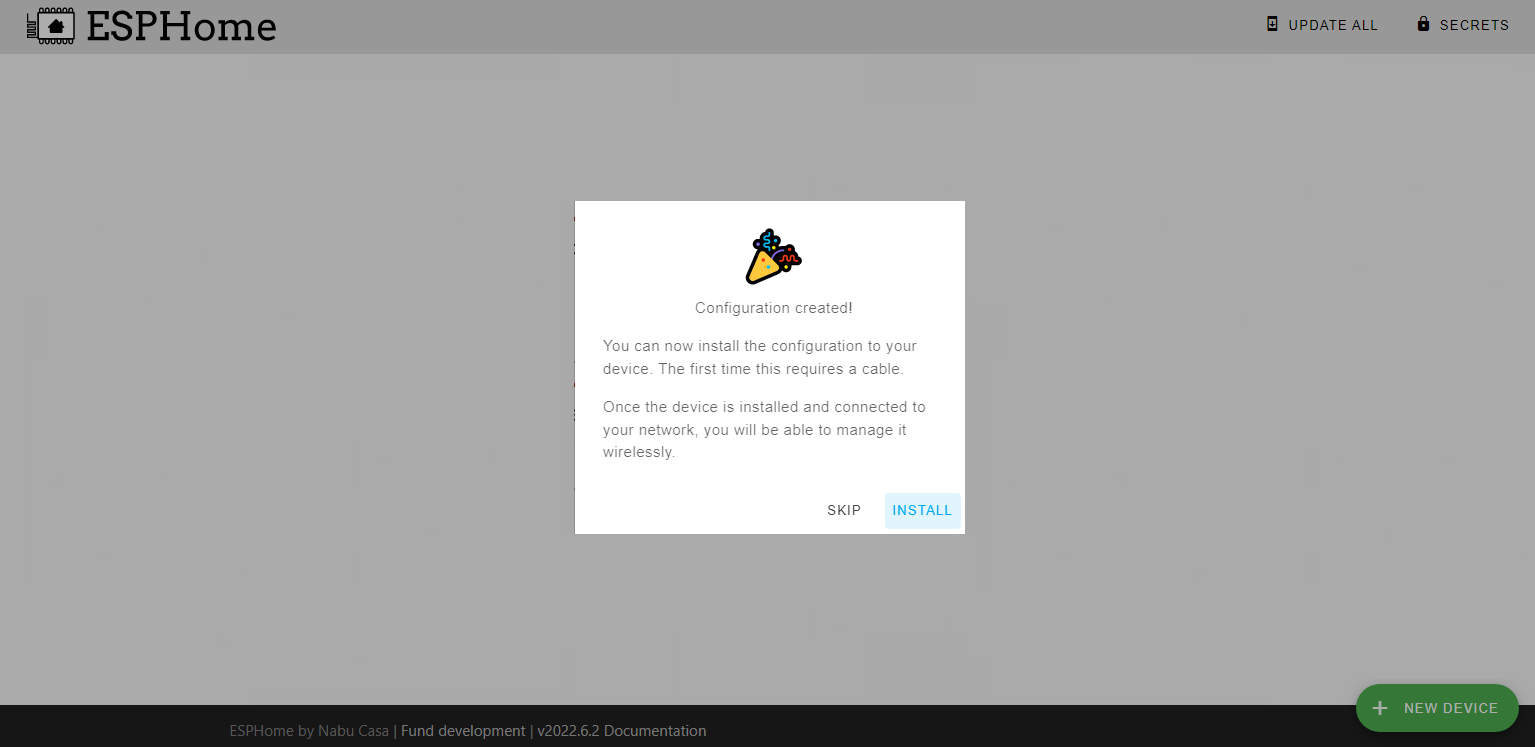 ESPHome
UPDATE ALL
SECRETS
Configuration created!
You can now install the configuration to your
device. The first time this requires a cable.
Once the device is installed and connected to
your network, you will be able to manage it
wirelessly.
SKIP
INSTALL
NEW DEVICE
ESPHome by Nabu Casa | Fund development | v2022.6.2 Documentation